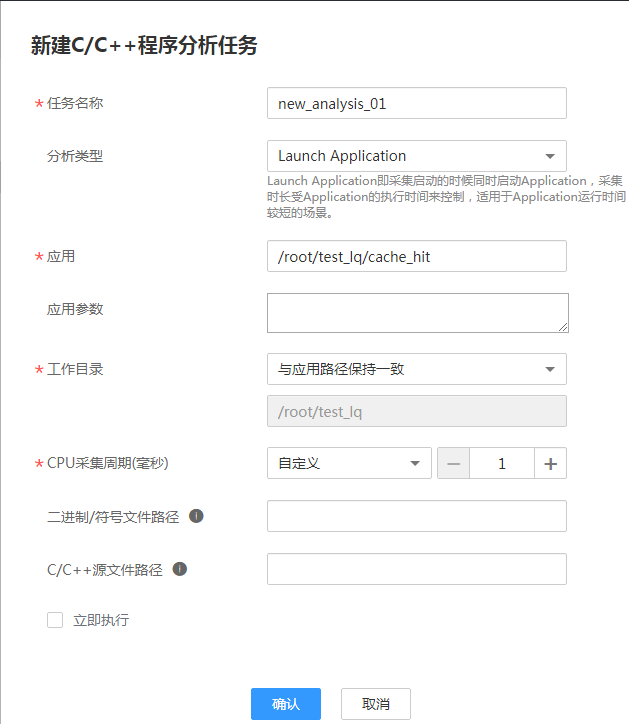 新建C/C++程序分析任务
* 任务名称 new_analysis_01
分析类型 Launch Application
Launch Application即采集启动的时候同时启动Application，采集
时长受Application的执行时间来控制，适用于Application运行时间
较短的场景。
* 应用 /root/test_lq/cache_hit
应用参数
* 工作目录 与应用路径保持一致
/root/test_lq
* CPU采集周期(毫秒) 自定义 － 1 +
二进制/符号文件路径 i
C/C++源文件路径 i
立即执行
确认 取消